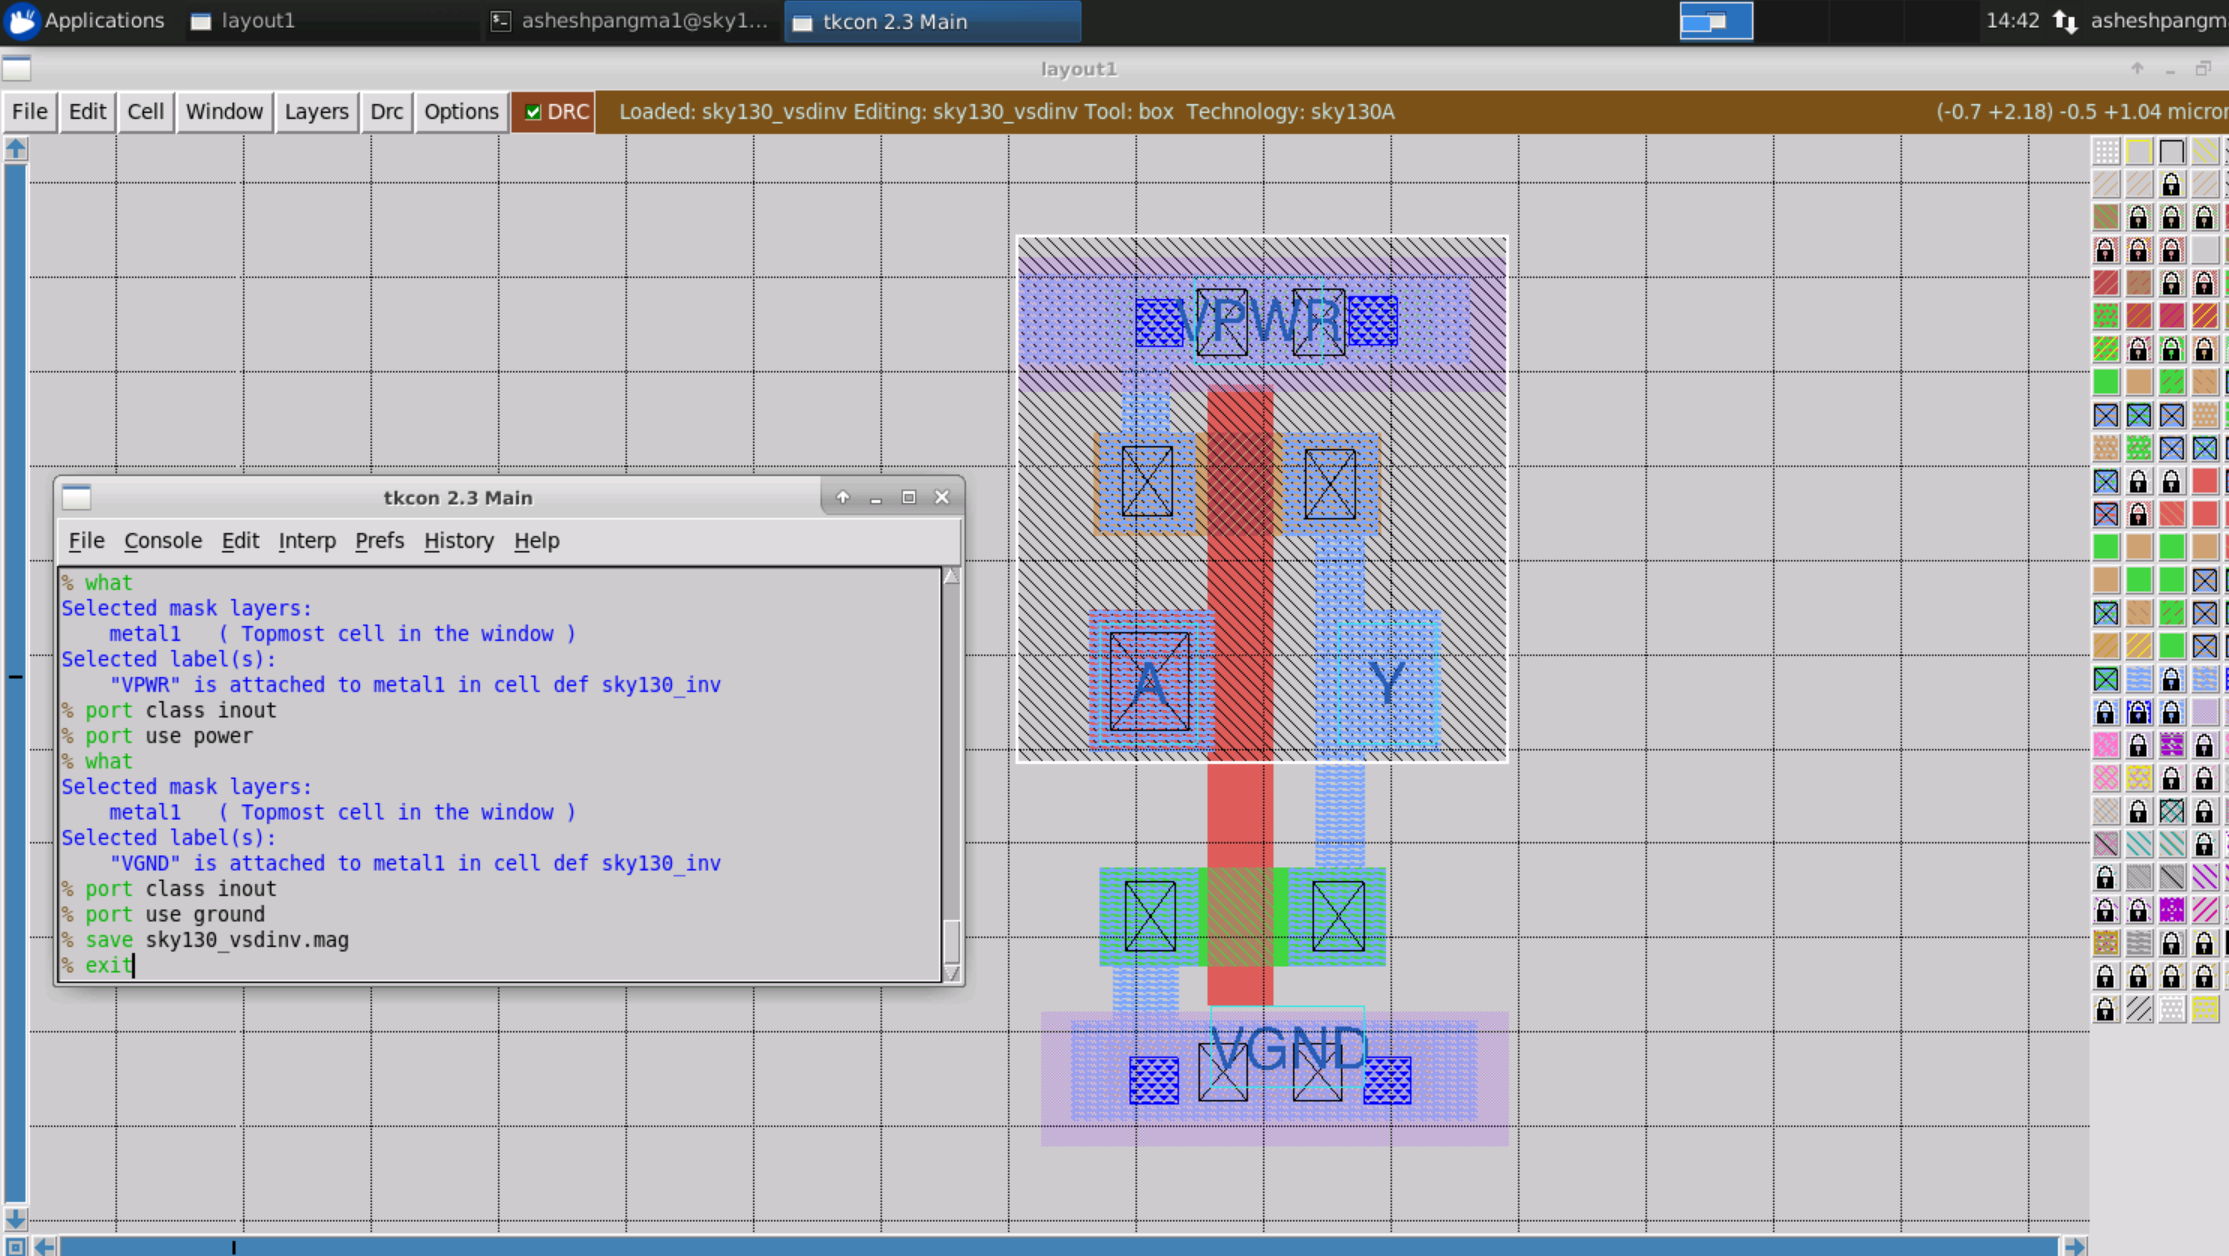 Applications layout1 asheshpangma1@sky1... tkcon 2.3 Main 14:42 asheshpangm
layout1
File Edit Cell Window Layers Drc Options DRC Loaded: sky130_vsdinv Editing: sky130_vsdinv Tool: box Technology: sky130A (-0.7 +2.18) -0.5 +1.04 micror
VPWR
A
Y
VGND
tkcon 2.3 Main
File Console Edit Interp Prefs History Help
% what
Selected mask layers:
metal1 ( Topmost cell in the window )
Selected label(s):
"VPWR" is attached to metal1 in cell def sky130_inv
% port class inout
% port use power
% what
Selected mask layers:
metal1 ( Topmost cell in the window )
Selected label(s):
"VGND" is attached to metal1 in cell def sky130_inv
% port class inout
% port use ground
% save sky130_vsdinv.mag
% exit